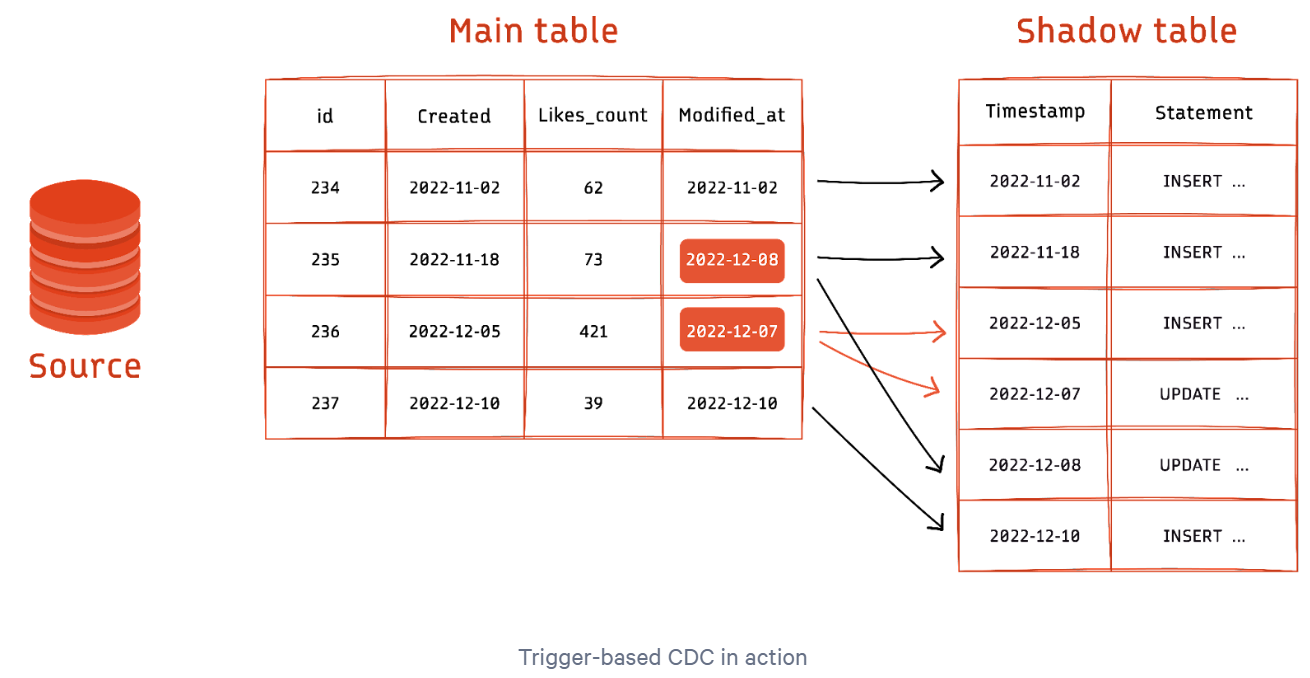 Main table
Shadow table
id Created Likes_count Modified_at
234 2022-11-02 62 2022-11-02
235 2022-11-18 73 2022-12-08
236 2022-12-05 421 2022-12-07
237 2022-12-10 39 2022-12-10
Timestamp Statement
2022-11-02 INSERT ...
2022-11-18 INSERT ...
2022-12-05 INSERT ...
2022-12-07 UPDATE ...
2022-12-08 UPDATE ...
2022-12-10 INSERT ...
Source
Trigger-based CDC in action